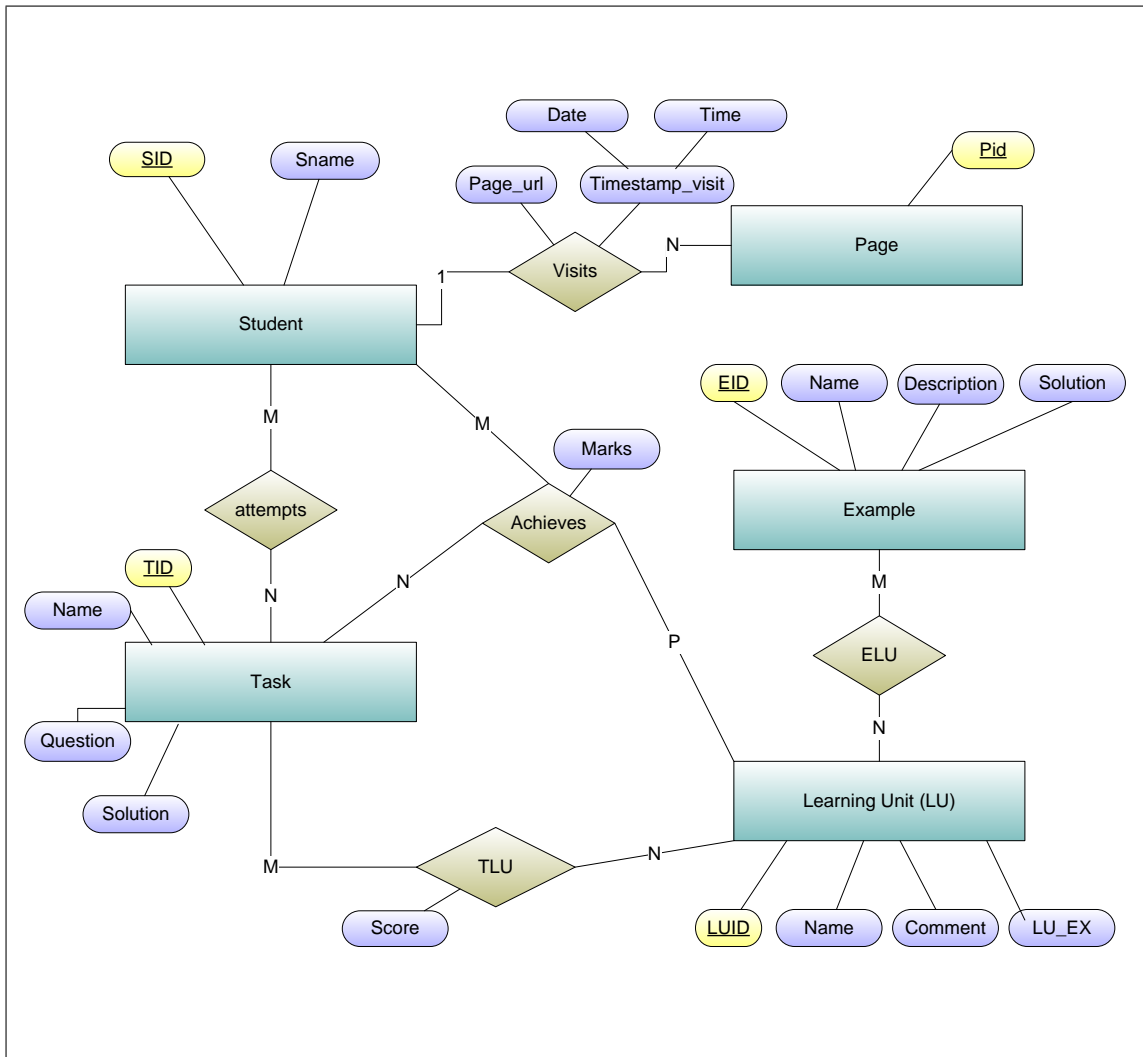 Date
Time
SID
Sname
Page_url
Timestamp_visit
Pid
Page
Visits
N
1
Student
EID
Name
Description
Solution
M
M
Marks
attempts
Achieves
Example
TID
N
N
M
Name
P
ELU
Task
N
Question
Solution
Learning Unit (LU)
M
TLU
N
Score
LUID
Name
Comment
LU_EX